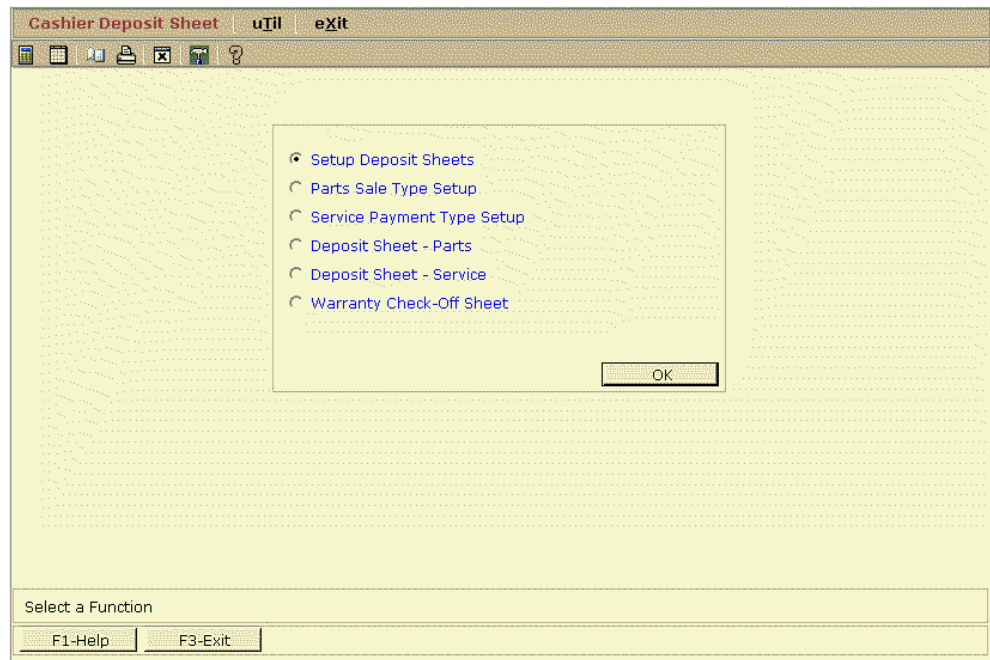 Cashier Deposit Sheet uTil eXit
Setup Deposit Sheets
Parts Sale Type Setup
Service Payment Type Setup
Deposit Sheet - Parts
Deposit Sheet - Service
Warranty Check-Off Sheet
OK
Select a Function
F1-Help F3-Exit